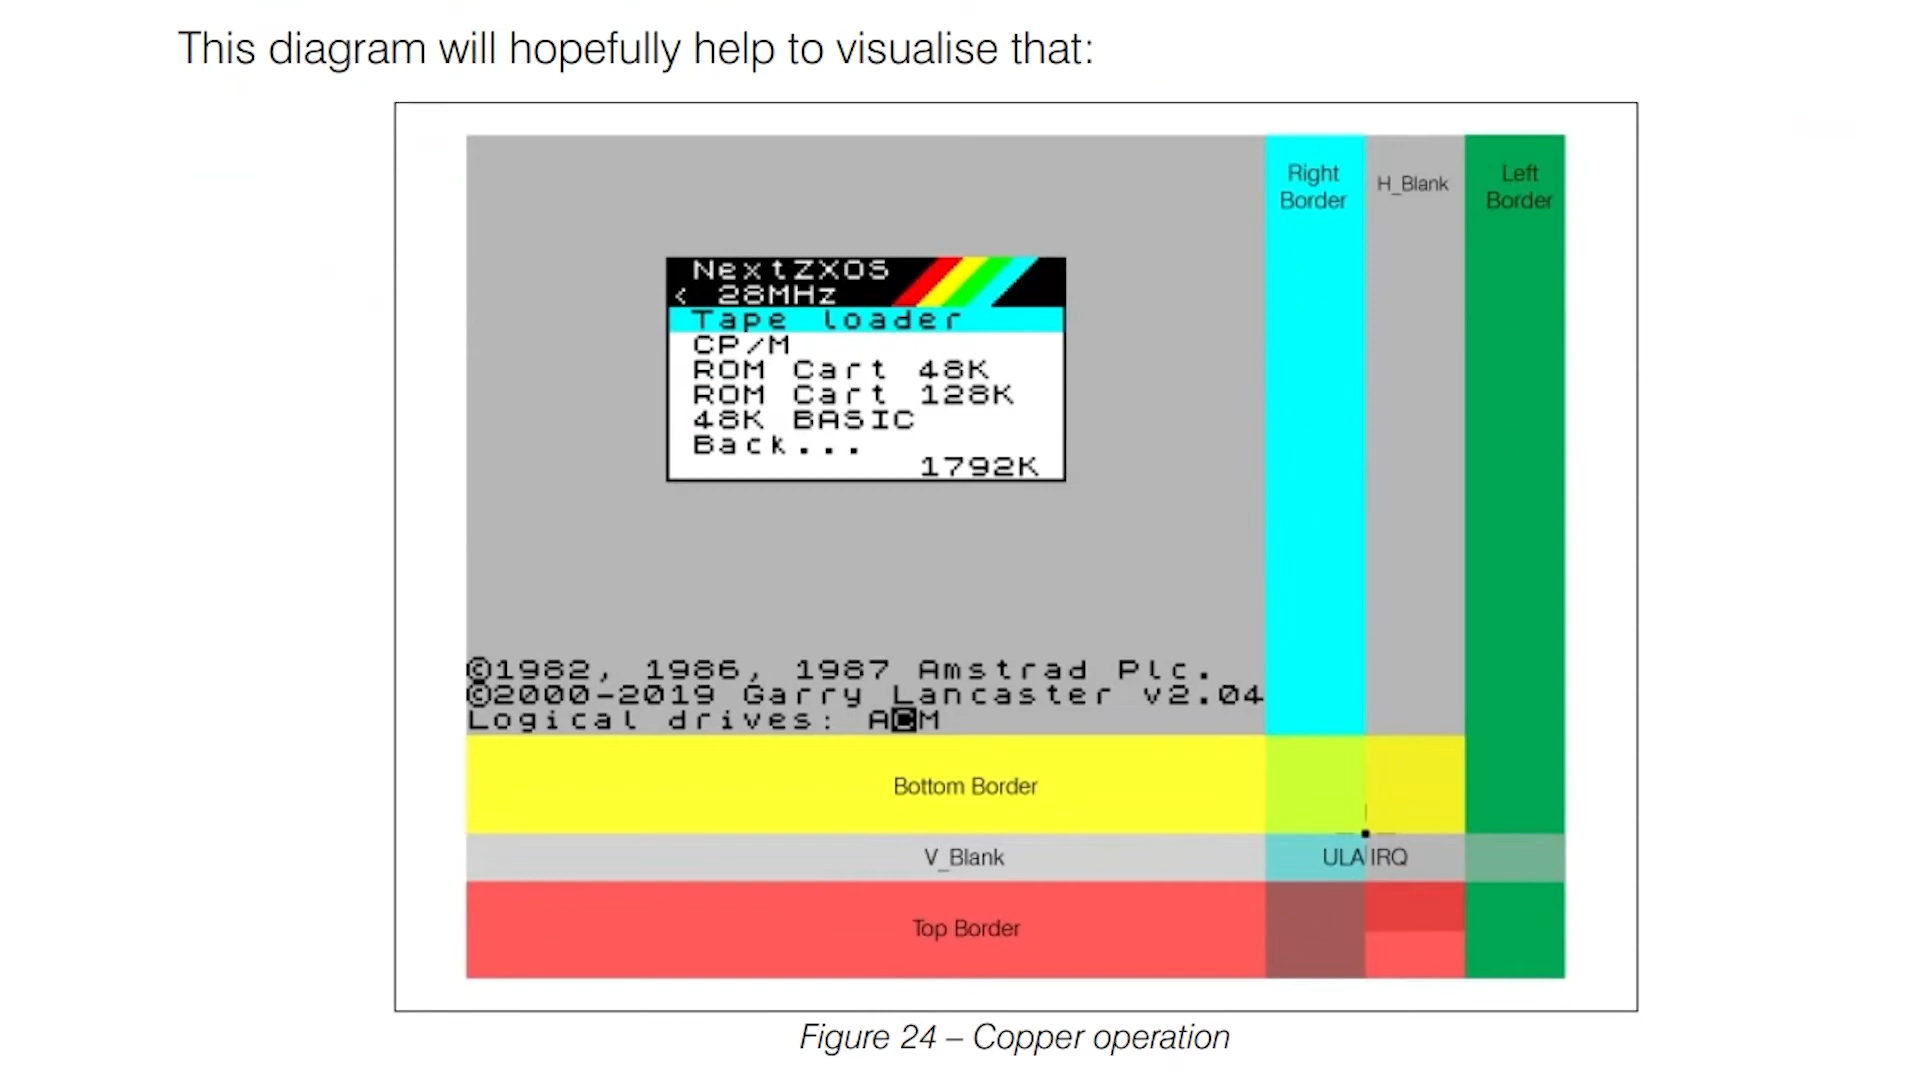 This diagram will hopefully help to visualise that:
Right
Border
H_Blank
Left
Border
NextZXOS
< 28MHz
Tape loader
CP/M
ROM Cart 48K
ROM Cart 128K
48K BASIC
Back...
1792K
©1982, 1986, 1987 Amstrad Plc.
©2000-2019 Garry Lancaster v2.04
Logical drives: ACM
Bottom Border
V_Blank
ULA IRQ
Top Border
Figure 24 – Copper operation